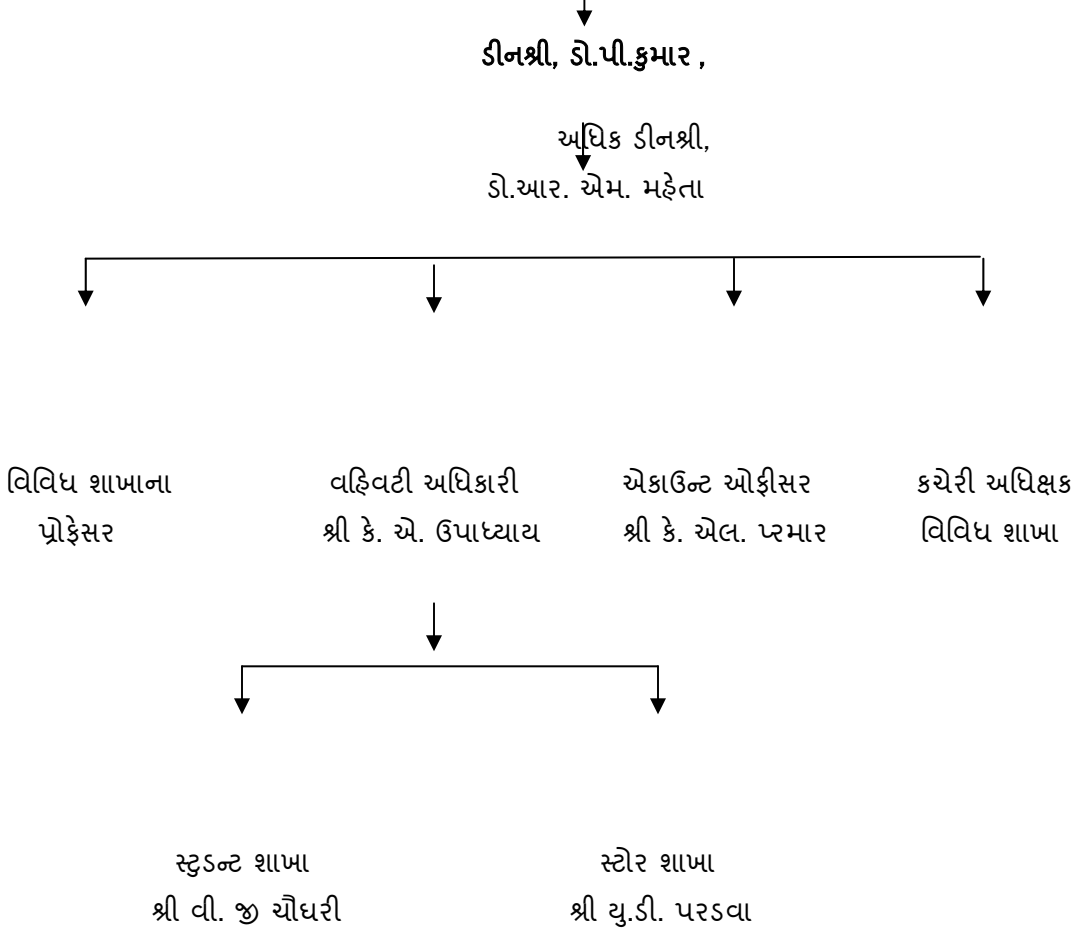 ડીનશ્રી, ડો.પી.કુમાર ,
અધિક ડીનશ્રી,
ડો.આર. એમ. મહેતા
વિવિધ શાખાના
પ્રોફેસર
વહિવટી અધિકારી
શ્રી કે. એ. ઉપાધ્યાય
એકાઉન્ટ ઓફીસર
શ્રી કે. એલ. પ્રમાર
કચેરી અધિક્ષક
વિવિધ શાખા
સ્ટુડન્ટ શાખા
શ્રી વી. જી ચૌધરી
સ્ટોર શાખા
શ્રી યુ.ડી. પરડવા